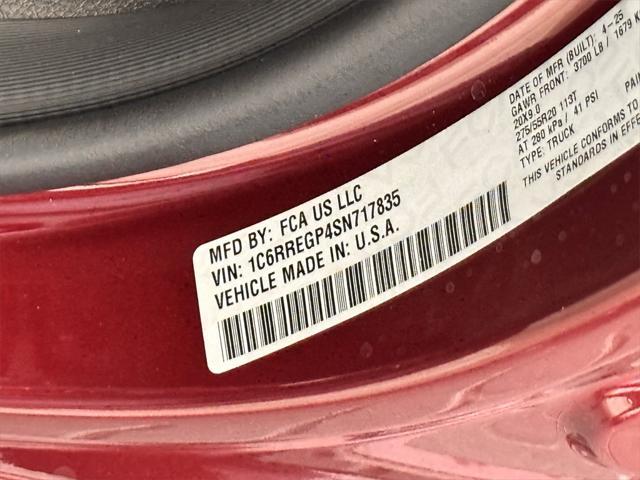 MFD BY: FCA US LLC
VIN: 1C6RREGP4SN717835
VEHICLE MADE IN: U.S.A.
DATE OF MFR (BUILT): 4-25
GAWR FRONT: 3700 LB / 1679 K
20X9.0
275/55R20 113T
AT 280 kPa / 41 PSI
TYPE: TRUCK
THIS VEHICLE CONFORMS TO
STANDARDS IN EFFE